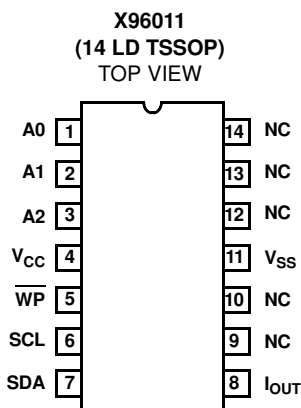 X96011
(14 LD TSSOP)
TOP VIEW
A0 1 14 NC
A1 2 13 NC
A2 3 12 NC
VCC 4 11 VSS
WP 5 10 NC
SCL 6 9 NC
SDA 7 8 IOUT